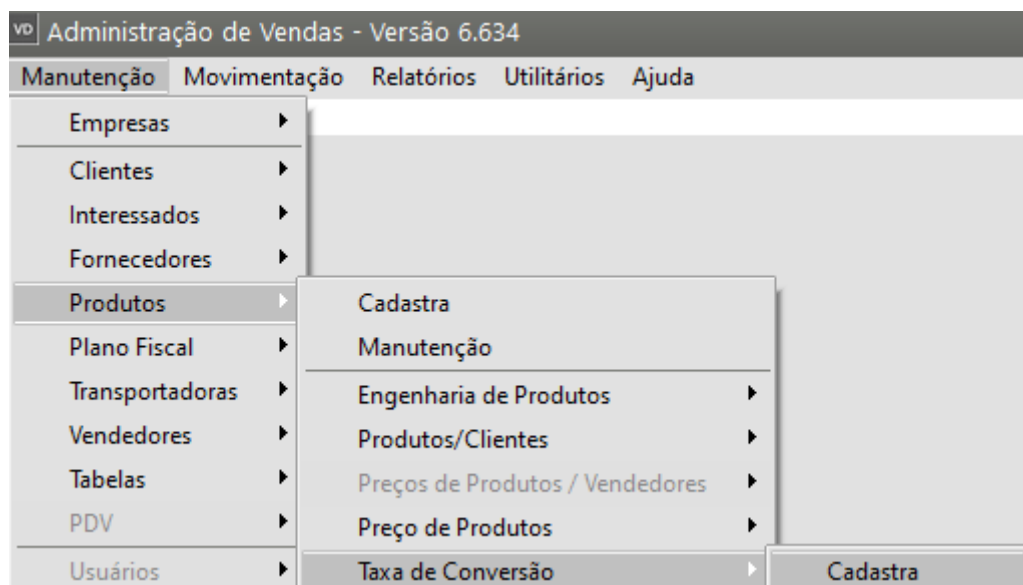 VD Administração de Vendas - Versão 6.634
Manutenção Movimentação Relatórios Utilitários Ajuda
Empresas
Clientes
Interessados
Fornecedores
Produtos
Plano Fiscal
Transportadoras
Vendedores
Tabelas
PDV
Usuários
Cadastra
Manutenção
Engenharia de Produtos
Produtos/Clientes
Preços de Produtos / Vendedores
Preço de Produtos
Taxa de Conversão
Cadastra